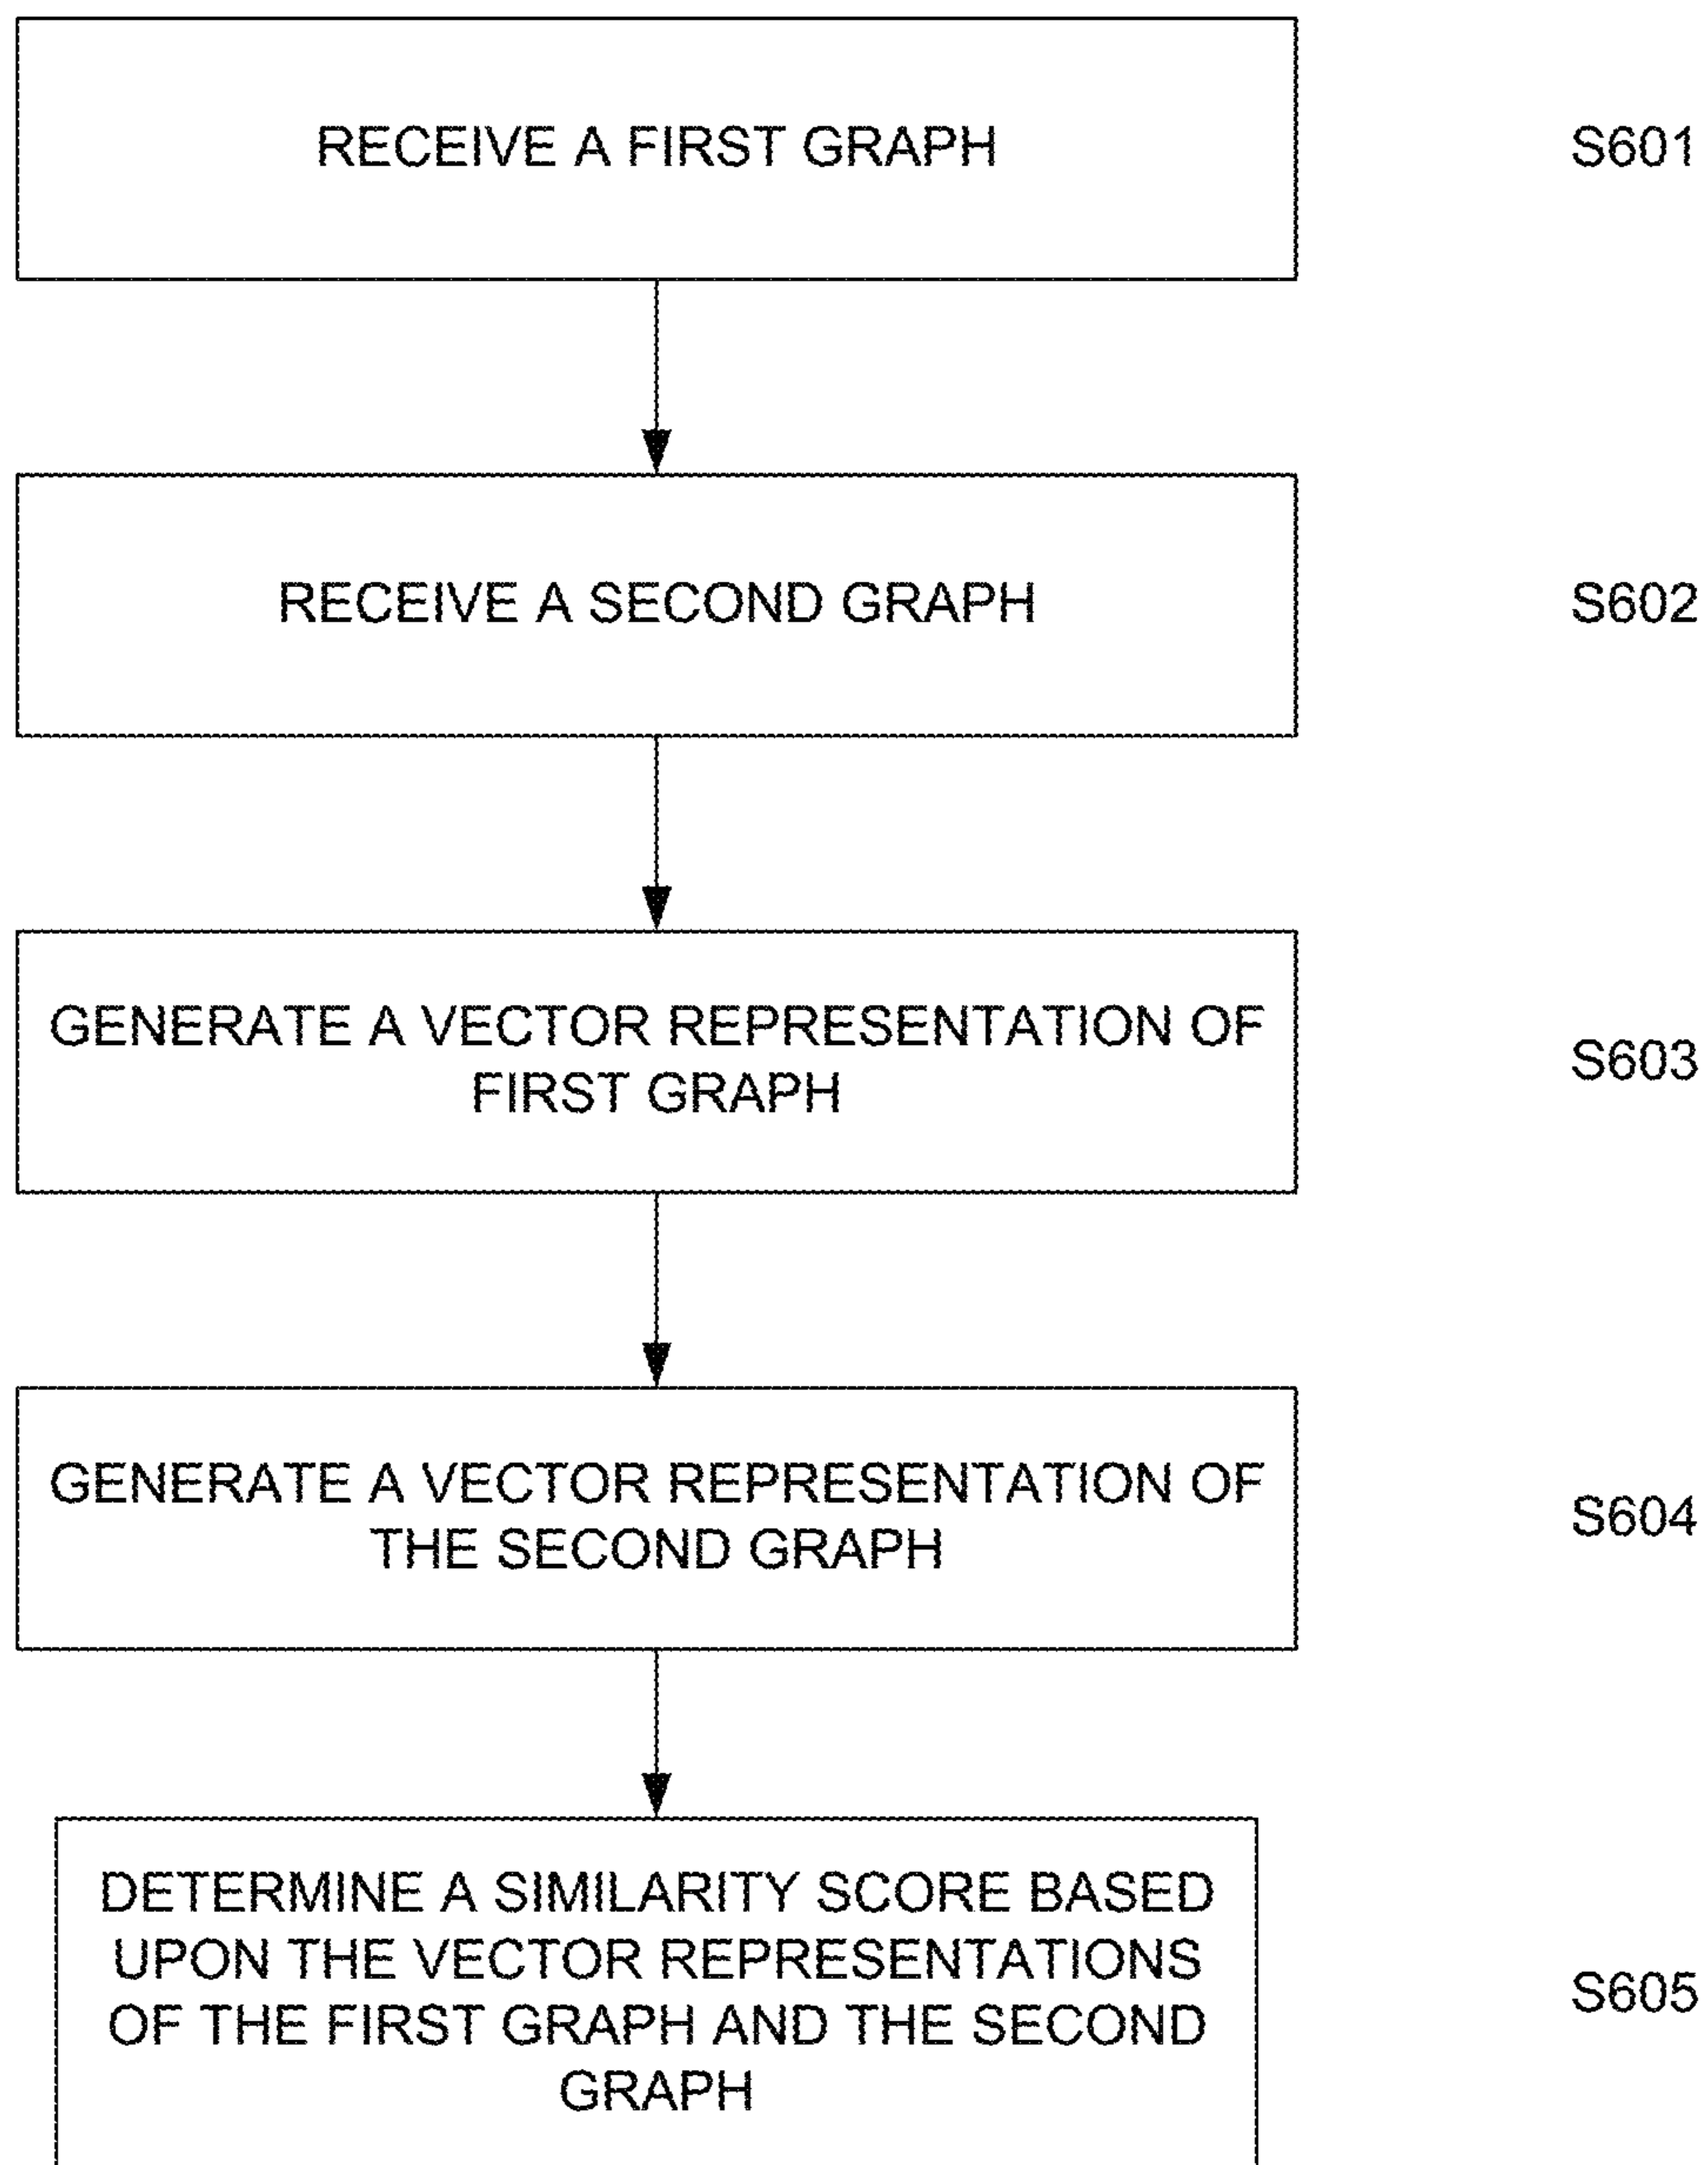 RECEIVE A FIRST GRAPH
S601
RECEIVE A SECOND GRAPH
S602
GENERATE A VECTOR REPRESENTATION OF
FIRST GRAPH
S603
GENERATE A VECTOR REPRESENTATION OF
THE SECOND GRAPH
S604
DETERMINE A SIMILARITY SCORE BASED
UPON THE VECTOR REPRESENTATIONS
OF THE FIRST GRAPH AND THE SECOND
GRAPH
S605